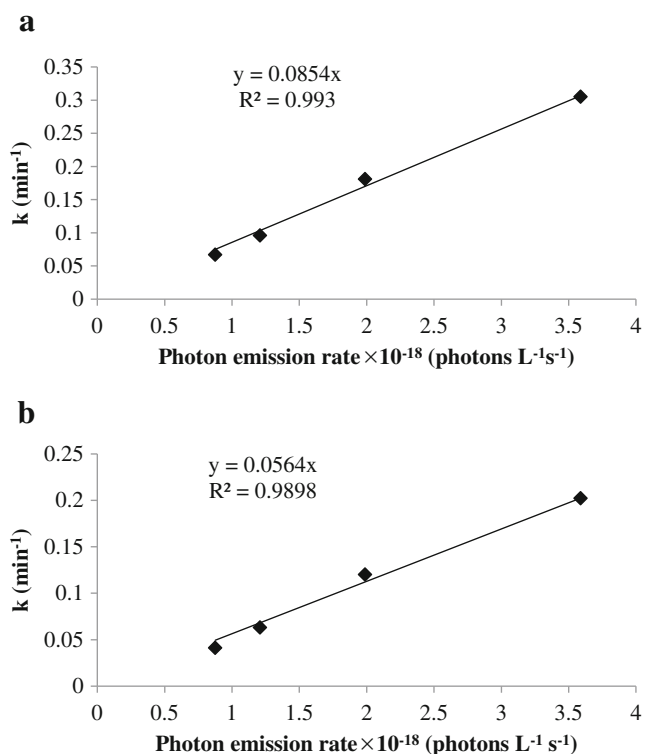 a
y = 0.0854x
R² = 0.993
k (min⁻¹)
0.35
0.3
0.25
0.2
0.15
0.1
0.05
0
0 0.5 1 1.5 2 2.5 3 3.5 4
Photon emission rate ×10⁻¹⁸ (photons L⁻¹s⁻¹)
b
y = 0.0564x
R² = 0.9898
k (min⁻¹)
0.25
0.2
0.15
0.1
0.05
0
0 0.5 1 1.5 2 2.5 3 3.5 4
Photon emission rate ×10⁻¹⁸ (photons L⁻¹ s⁻¹)